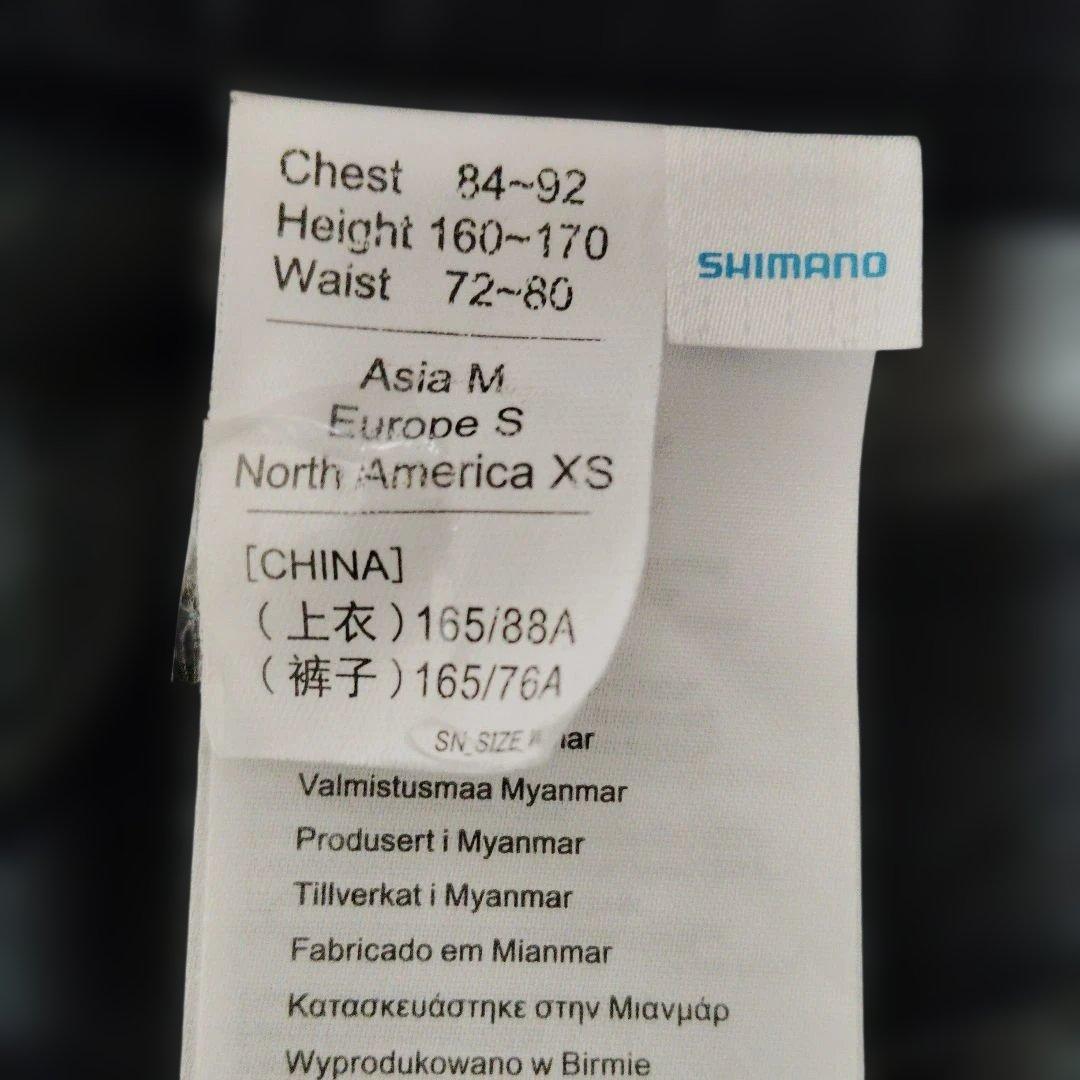 Chest 84~92
Height 160~170
Waist 72~80
SHIMANO
Asia M
Europe S
North America XS
[CHINA]
(上衣)165/88A
(裤子)165/76A
SN_SIZE
Valmistusmaa Myanmar
Produsert i Myanmar
Tillverkat i Myanmar
Fabricado em Mianmar
Κατασκευάστηκε στην Μιανμάρ
Wyprodukowano w Birmie